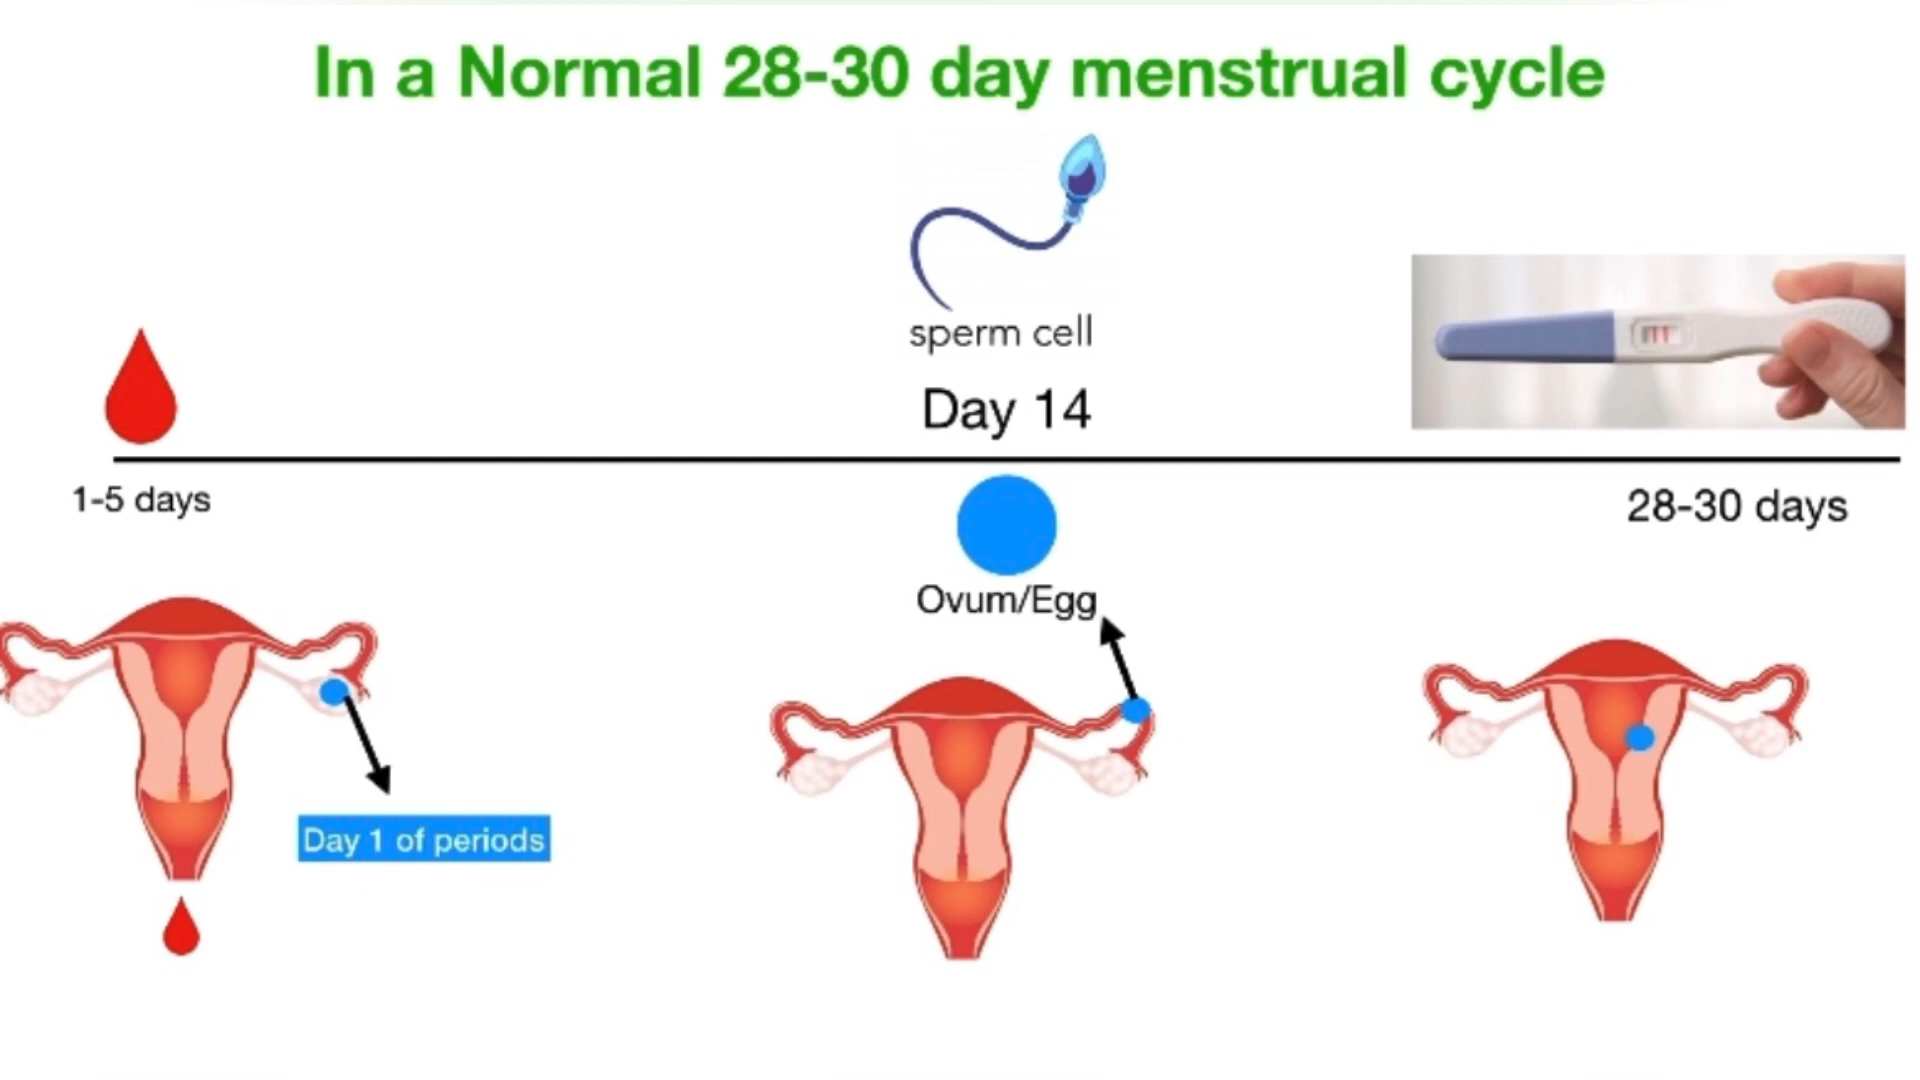 In a Normal 28-30 day menstrual cycle
sperm cell
Day 14
1-5 days
28-30 days
Ovum/Egg
Day 1 of periods